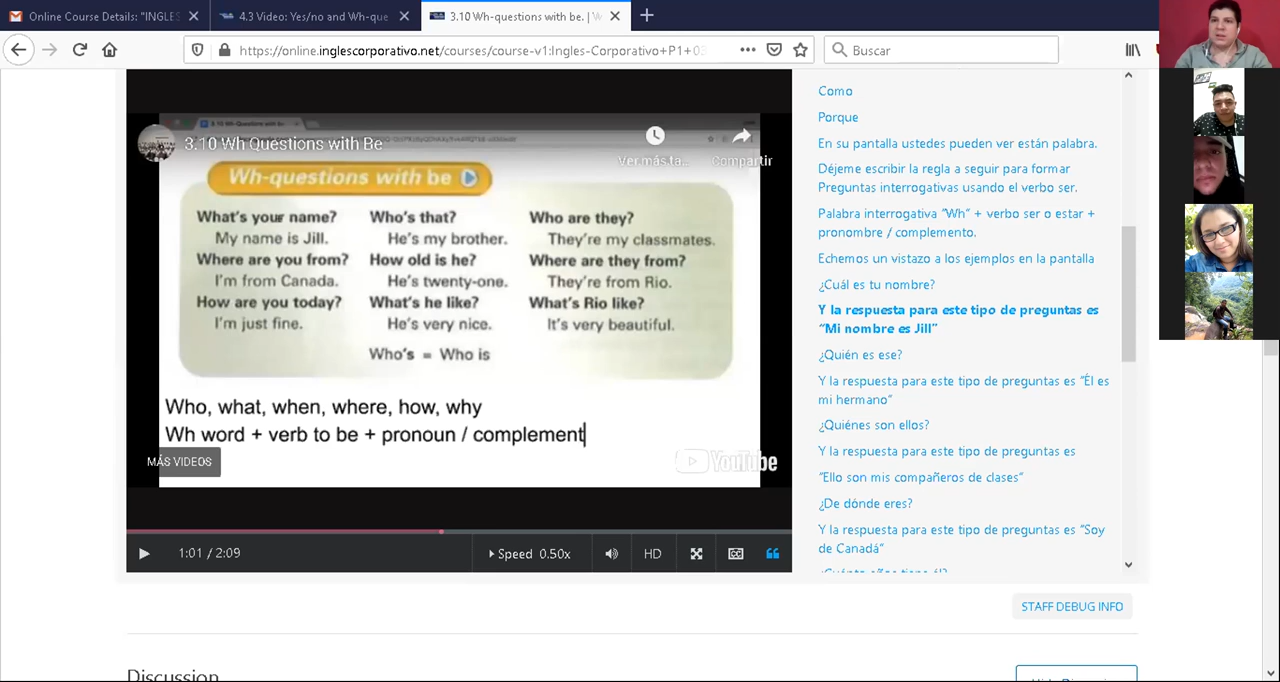 Online Course Details: "INGLES
4.3 Video: Yes/no and Wh-que
3.10 Wh-questions with be. |
https://online.inglescorporativo.net/courses/course-v1:Ingles-Corporativo+P1+03
Buscar
3.10 Wh Questions with Be
Ver más ta...
Compartir
Wh-questions with be
What's your name?
My name is Jill.
Where are you from?
I'm from Canada.
How are you today?
I'm just fine.
Who's that?
He's my brother.
How old is he?
He's twenty-one.
What's he like?
He's very nice.
Who's = Who is
Who are they?
They're my classmates.
Where are they from?
They're from Rio.
What's Rio like?
It's very beautiful.
Who, what, when, where, how, why
Wh word + verb to be + pronoun / complement
MÁS VIDEOS
YouTube
1:01 / 2:09
Speed 0.50x
HD
Como
Porque
En su pantalla ustedes pueden ver están palabra.
Déjeme escribir la regla a seguir para formar
Preguntas interrogativas usando el verbo ser.
Palabra interrogativa "Wh" + verbo ser o estar +
pronombre / complemento.
Echemos un vistazo a los ejemplos en la pantalla
¿Cuál es tu nombre?
Y la respuesta para este tipo de preguntas es
"Mi nombre es Jill"
¿Quién es ese?
Y la respuesta para este tipo de preguntas es "Él es
mi hermano"
¿Quiénes son ellos?
Y la respuesta para este tipo de preguntas es
"Ello son mis compañeros de clases"
¿De dónde eres?
Y la respuesta para este tipo de preguntas es "Soy
de Canadá"
¿Cuántos años tiene él?
STAFF DEBUG INFO
Discussion